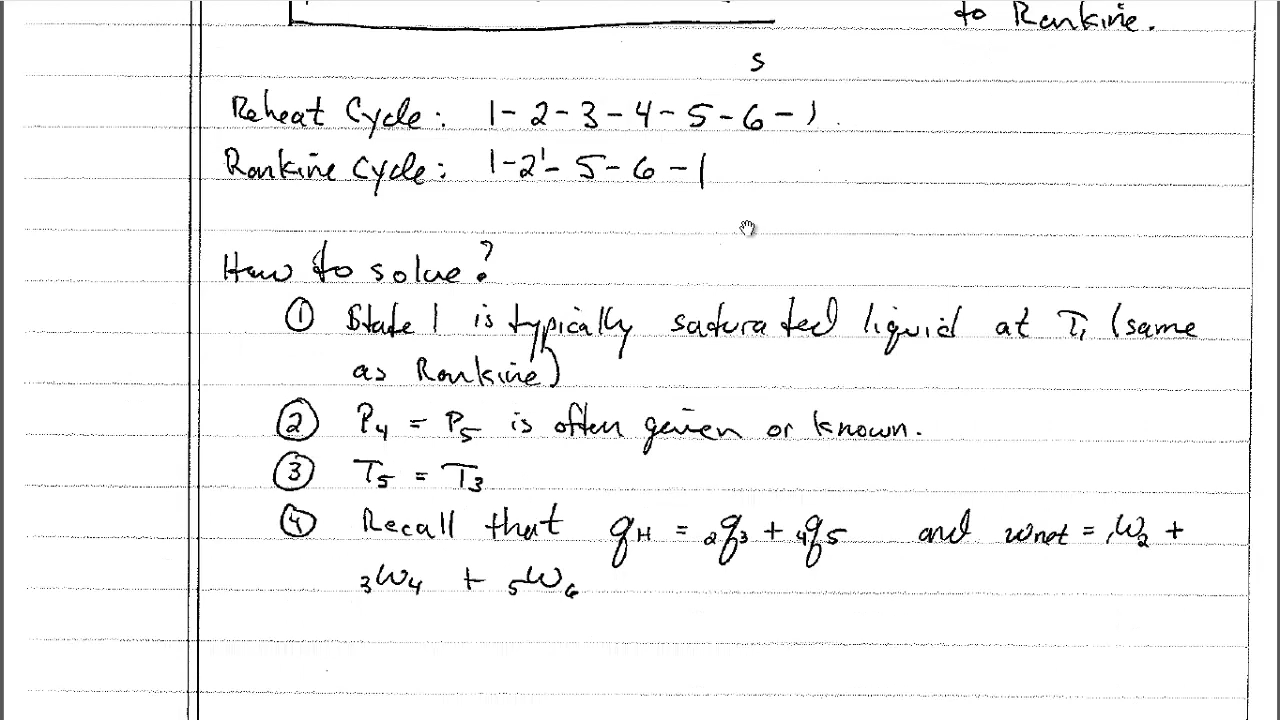 to Rankine.
s
Reheat Cycle: 1-2-3-4-5-6-1
Rankine Cycle: 1-2'-5-6-1
How to solve?
① State 1 is typically saturated liquid at T₁ (same
as Rankine)
② P₄ = P₅ is often given or known.
③ T₅ = T₃
④ Recall that qH = ₂q₃ + ₄q₅ and wnet = ₁w₂ +
₃w₄ + ₅w₆